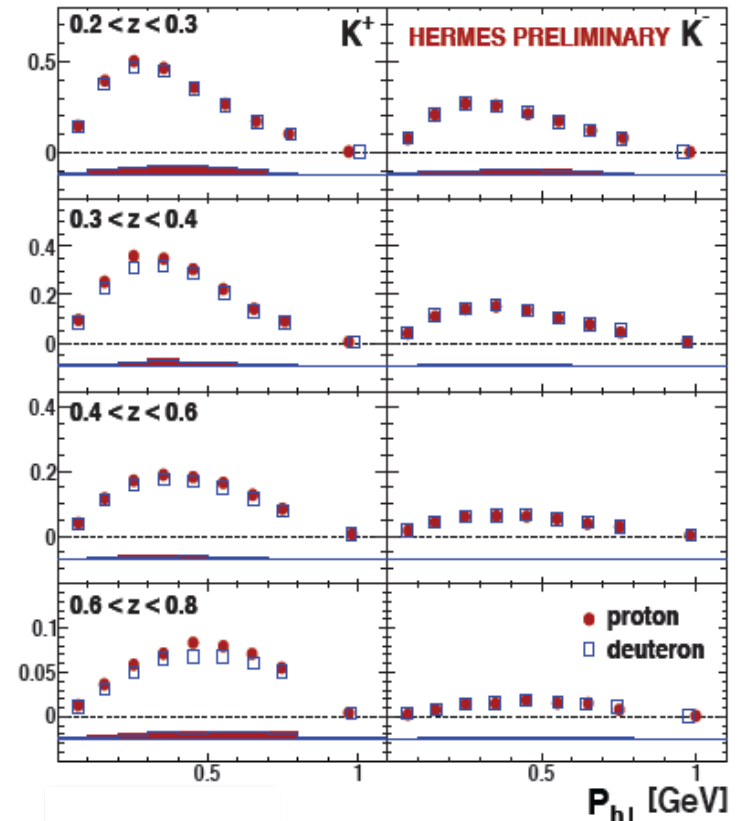 0.2 < z < 0.3
K+
HERMES PRELIMINARY K-
0.5
0
0.3 < z < 0.4
0.4
0.2
0
0.4 < z < 0.6
0.4
0.2
0
0.6 < z < 0.8
0.1
0.05
0
proton
deuteron
0.5 1 0.5 1
P_h⊥ [GeV]